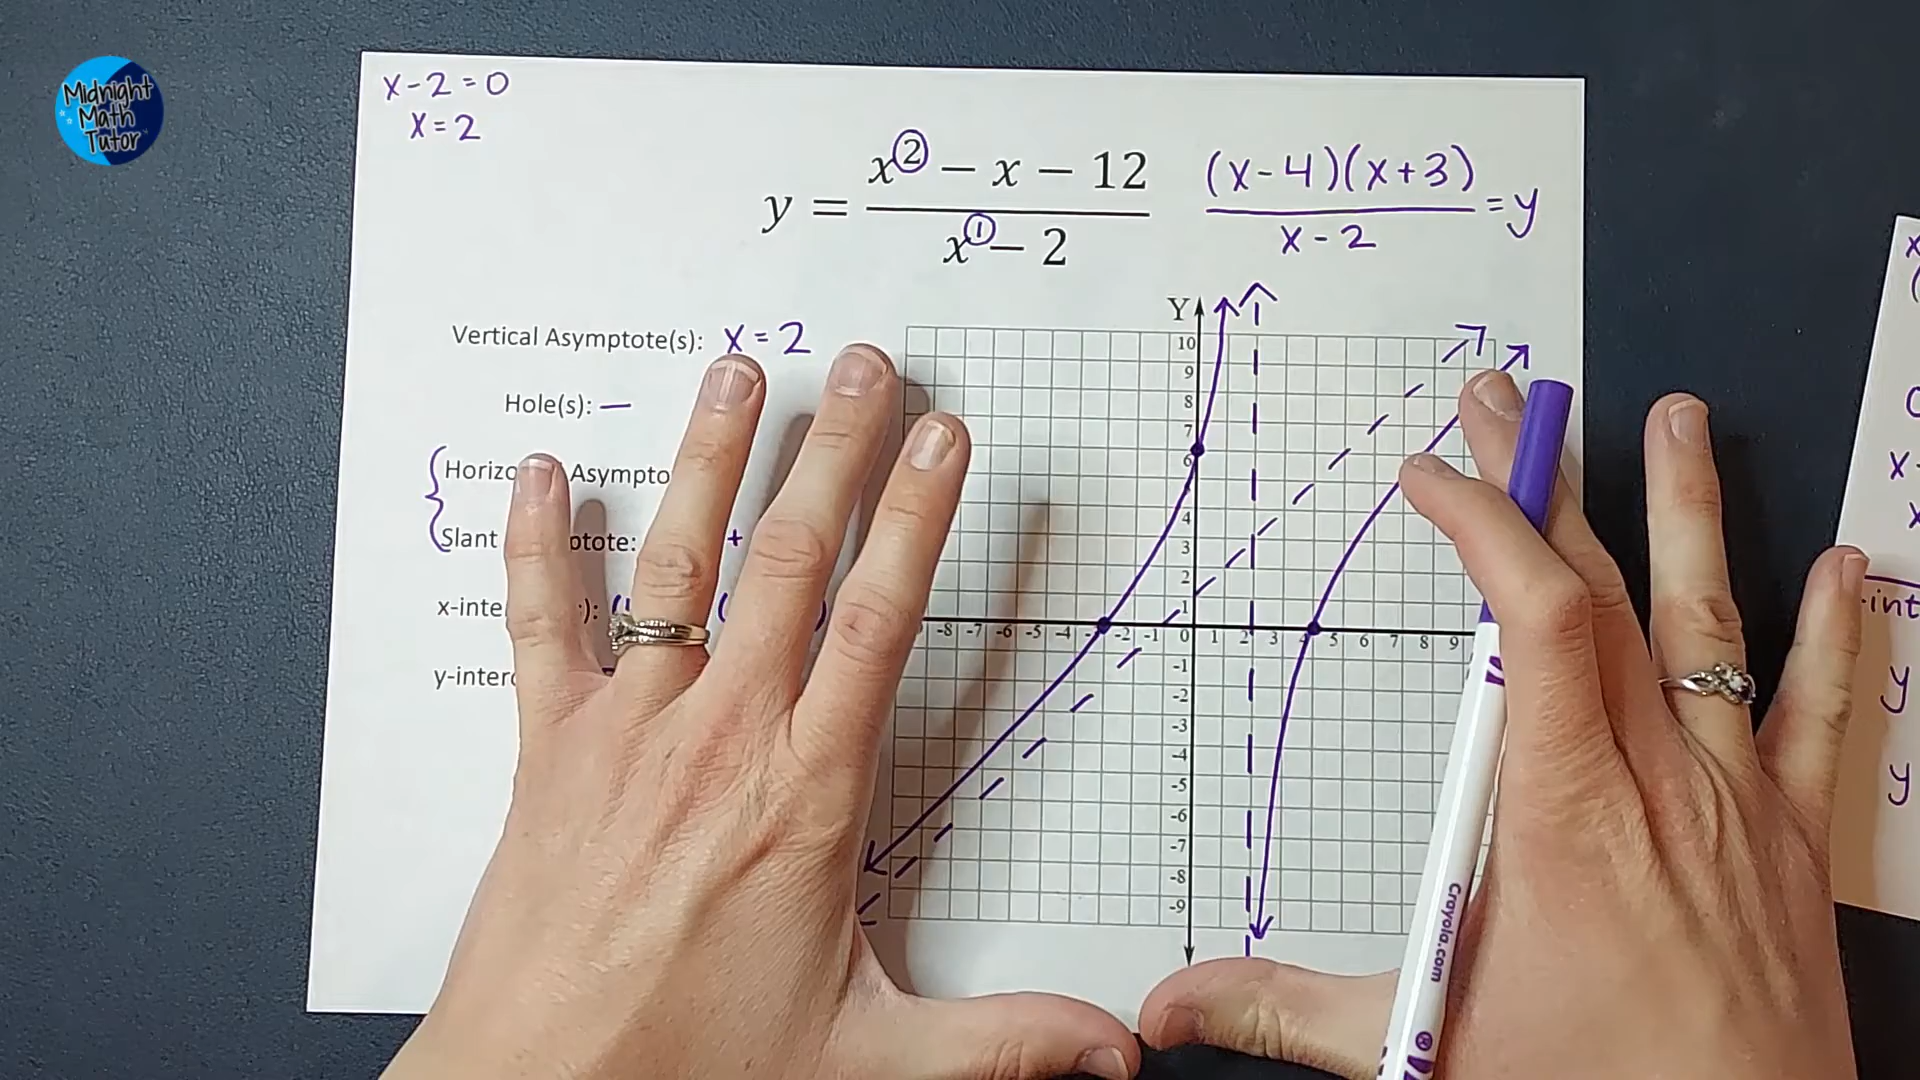 Midnight
Math
Tutor
x-2=0
x=2
y = (x² - x - 12)/(x¹ - 2)
(x-4)(x+3)/(x-2) = y
Vertical Asymptote(s): x=2
Hole(s): —
Horizo Asympto
Slant ptote: +
x-inte ): ( ( )
y-interc
Y
10
9
8
7
6
4
3
2
1
-8 -7 -6 -5 -4 -2 -1 0 1 2 3 4 5 6 7 8 9
-1
-2
-3
-4
-5
-6
-7
-8
-9
-int
y
y
Crayola.com ®